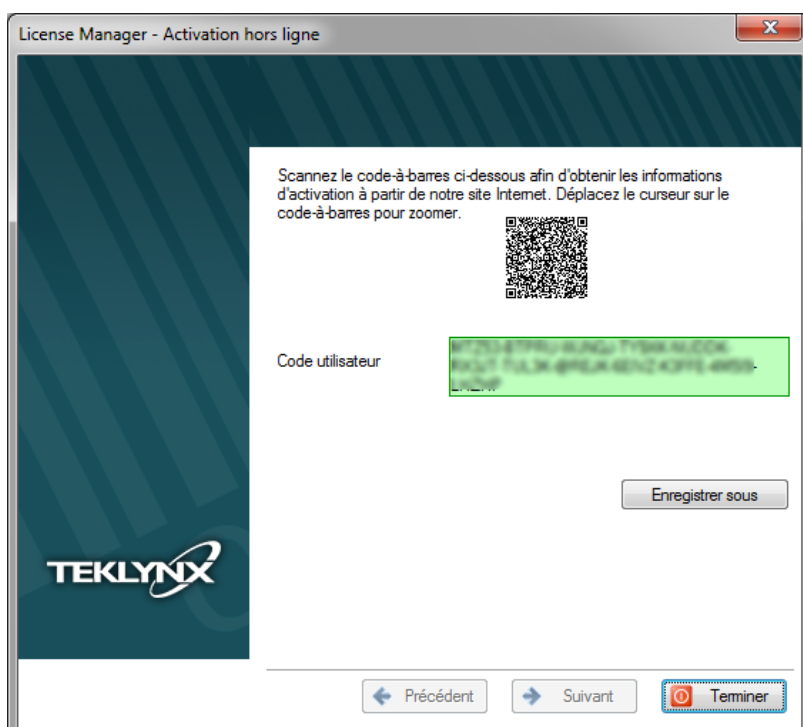 License Manager - Activation hors ligne
Scannez le code-à-barres ci-dessous afin d'obtenir les informations
d'activation à partir de notre site Internet. Déplacez le curseur sur le
code-à-barres pour zoomer.
Code utilisateur
Enregistrer sous
TEKLYNX
Précédent
Suivant
Terminer